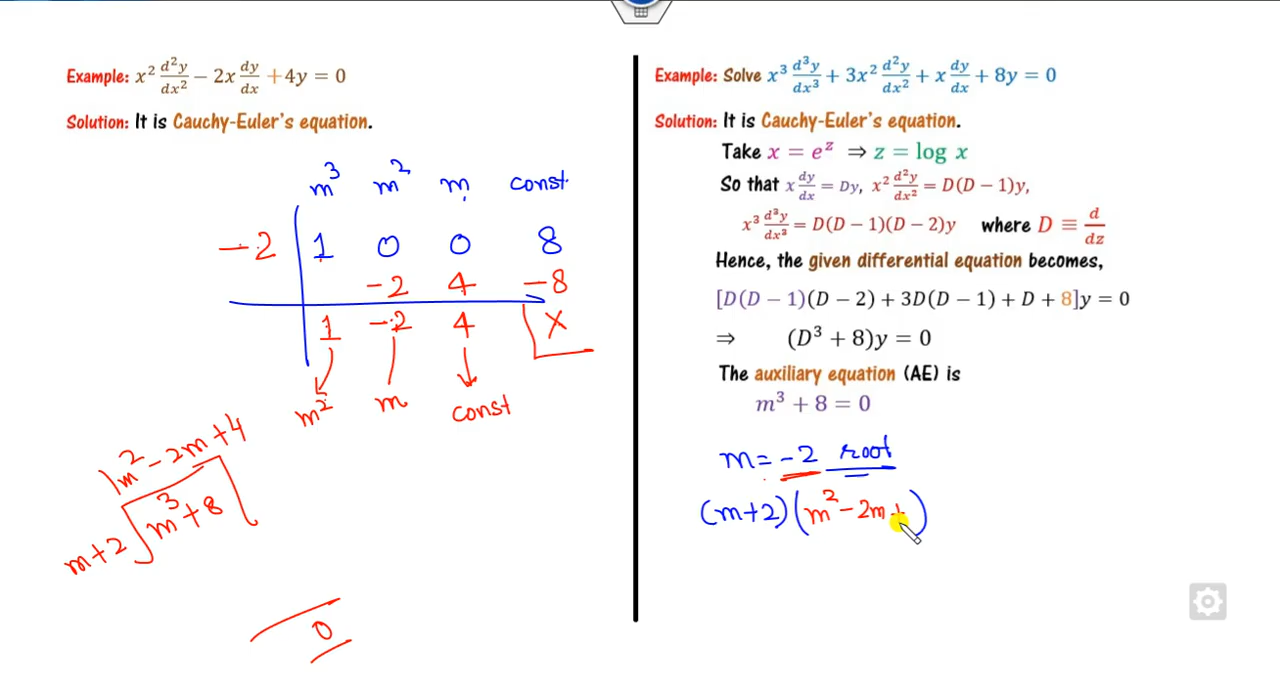 Example: x² d²y/dx² − 2x dy/dx + 4y = 0
Solution: It is Cauchy-Euler's equation.
m³ m² m const
−2 1 0 0 8
−2 4 −8
1 −2 4 x
m² m const
1m² − 2m + 4
m+2 m³ + 8
0
Example: Solve x³ d³y/dx³ + 3x² d²y/dx² + x dy/dx + 8y = 0
Solution: It is Cauchy-Euler's equation.
Take x = eᶻ ⇒ z = log x
So that x dy/dx = Dy, x² d²y/dx² = D(D − 1)y,
x³ d³y/dx³ = D(D − 1)(D − 2)y where D ≡ d/dz
Hence, the given differential equation becomes,
[D(D − 1)(D − 2) + 3D(D − 1) + D + 8]y = 0
⇒ (D³ + 8)y = 0
The auxiliary equation (AE) is
m³ + 8 = 0
m = −2 root
(m+2)(m² − 2m + )